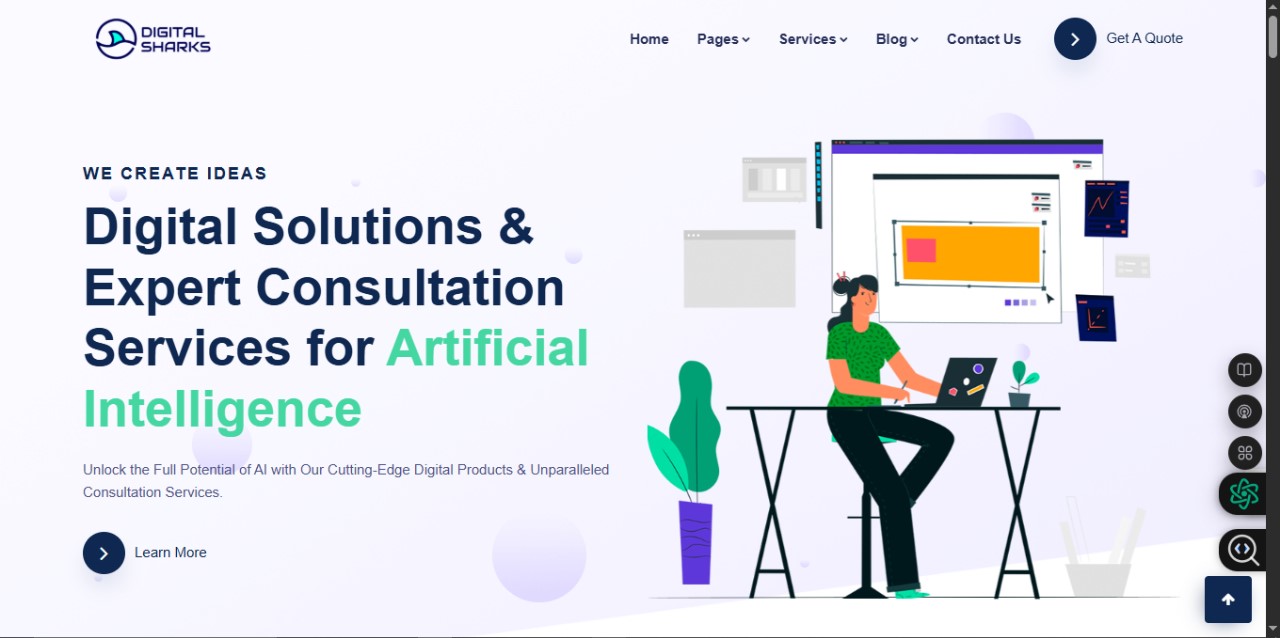 DIGITAL
SHARKS
Home Pages Services Blog Contact Us Get A Quote
WE CREATE IDEAS
Digital Solutions &
Expert Consultation
Services for Artificial
Intelligence
Unlock the Full Potential of AI with Our Cutting-Edge Digital Products & Unparalleled
Consultation Services.
Learn More